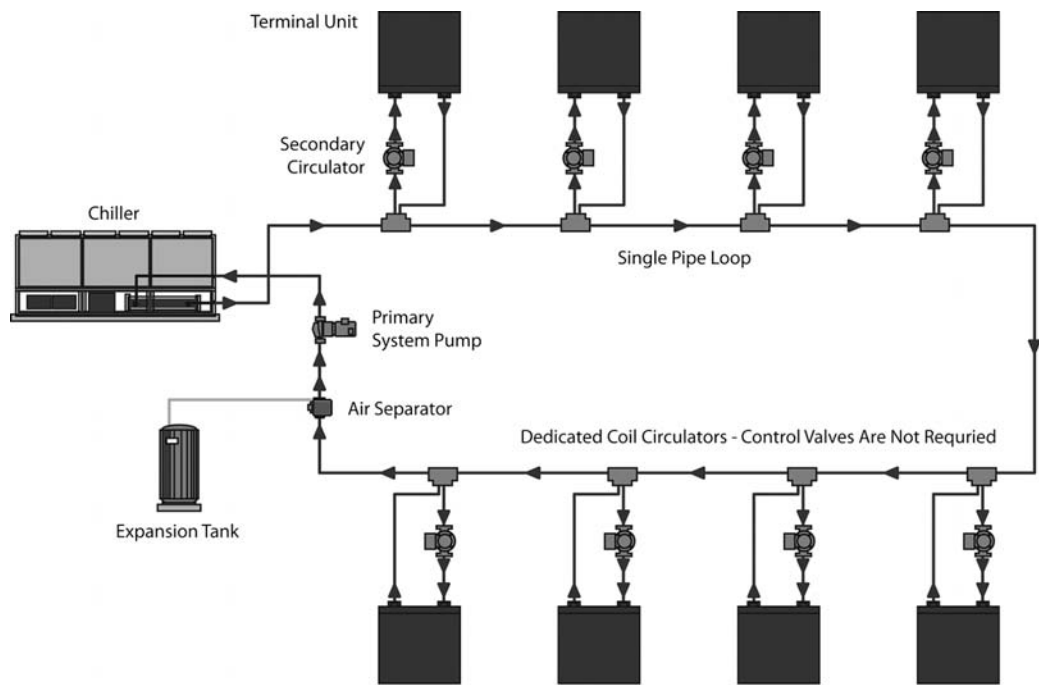 Terminal Unit
Secondary
Circulator
Chiller
Single Pipe Loop
Primary
System Pump
Air Separator
Dedicated Coil Circulators - Control Valves Are Not Requried
Expansion Tank